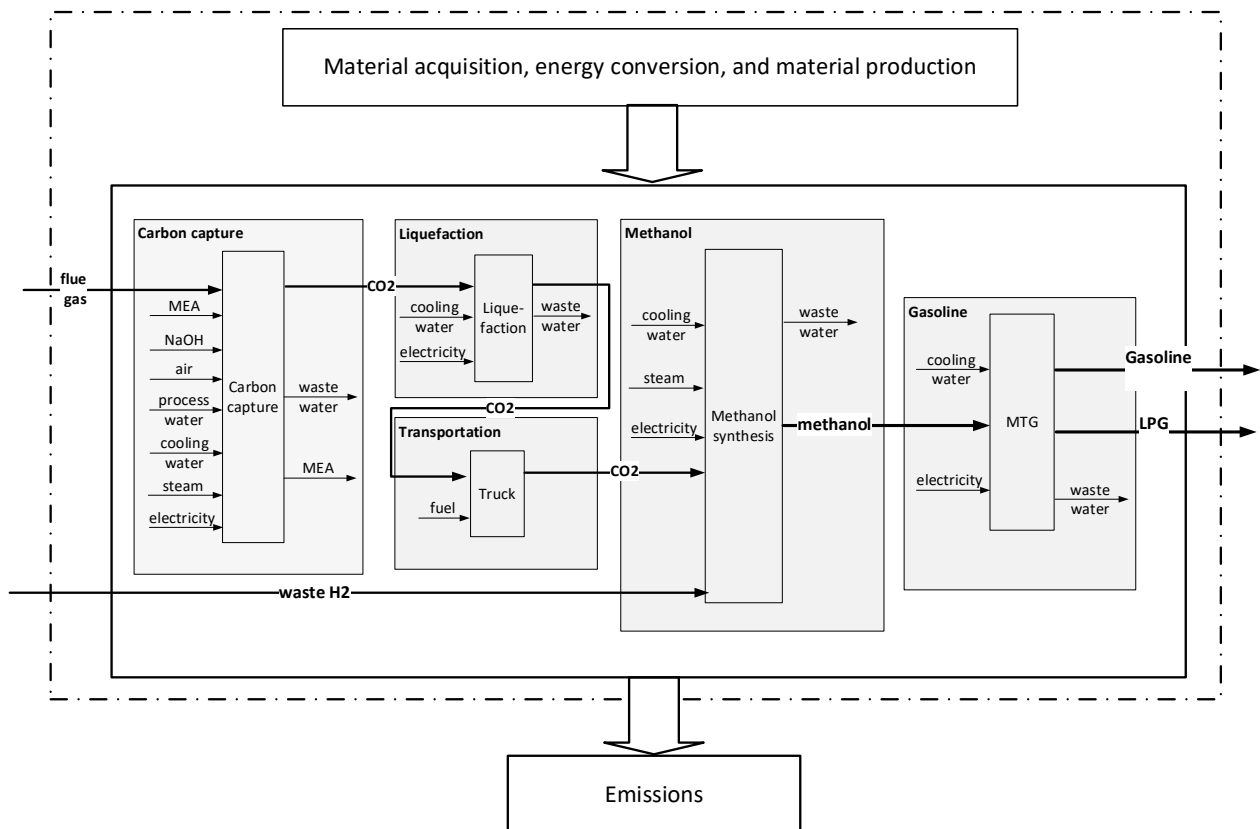 Material acquisition, energy conversion, and material production
Carbon capture
flue
gas
MEA
NaOH
air
process
water
cooling
water
steam
electricity
Carbon
capture
waste
water
MEA
CO2
Liquefaction
cooling
water
electricity
Lique-
faction
waste
water
CO2
Transportation
fuel
Truck
CO2
waste H2
Methanol
cooling
water
steam
electricity
Methanol
synthesis
waste
water
methanol
Gasoline
cooling
water
electricity
MTG
Gasoline
LPG
waste
water
Emissions